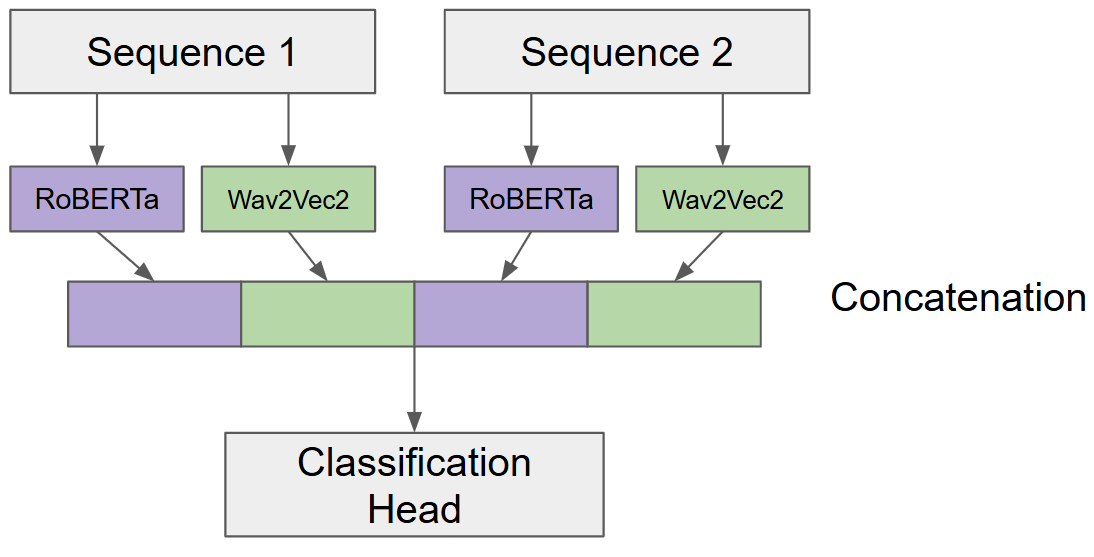 Sequence 1
Sequence 2
RoBERTa
Wav2Vec2
RoBERTa
Wav2Vec2
Concatenation
Classification
Head